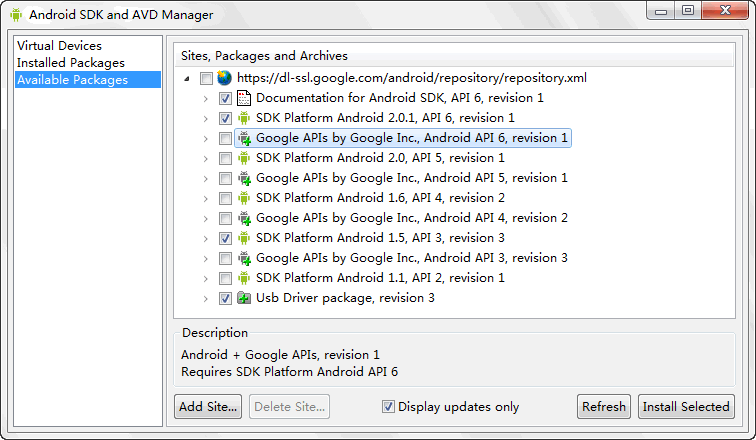 Android SDK and AVD Manager
Virtual Devices
Installed Packages
Available Packages
Sites, Packages and Archives
https://dl-ssl.google.com/android/repository/repository.xml
Documentation for Android SDK, API 6, revision 1
SDK Platform Android 2.0.1, API 6, revision 1
Google APIs by Google Inc., Android API 6, revision 1
SDK Platform Android 2.0, API 5, revision 1
Google APIs by Google Inc., Android API 5, revision 1
SDK Platform Android 1.6, API 4, revision 2
Google APIs by Google Inc., Android API 4, revision 2
SDK Platform Android 1.5, API 3, revision 3
Google APIs by Google Inc., Android API 3, revision 3
SDK Platform Android 1.1, API 2, revision 1
Usb Driver package, revision 3
Description
Android + Google APIs, revision 1
Requires SDK Platform Android API 6
Add Site... Delete Site... Display updates only Refresh Install Selected